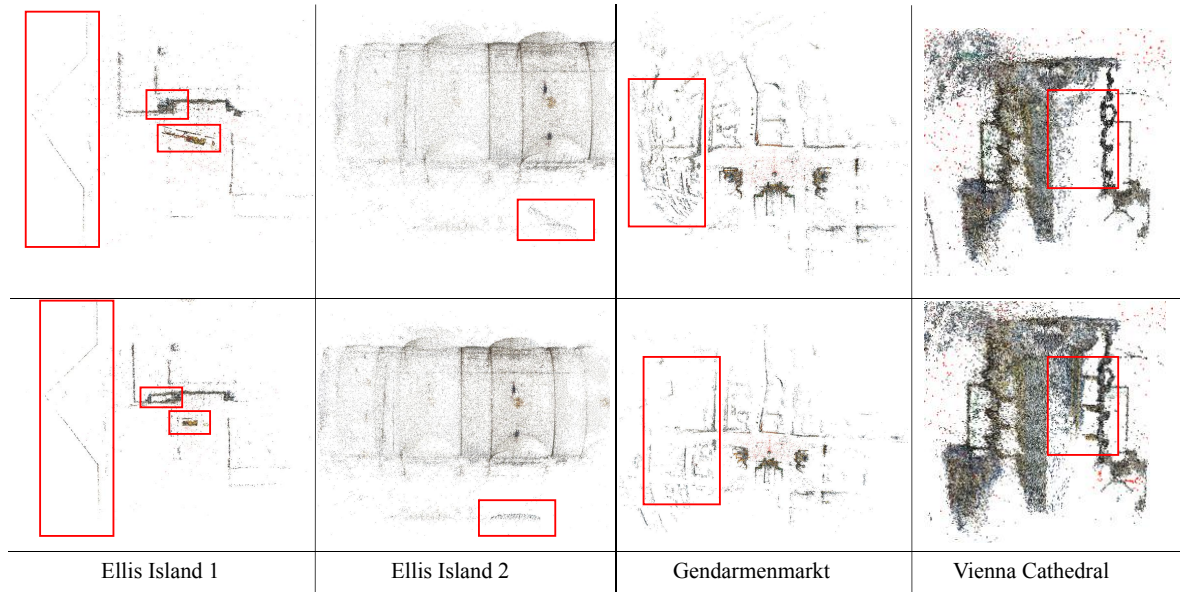 Ellis Island 1
Ellis Island 2
Gendarmenmarkt
Vienna Cathedral